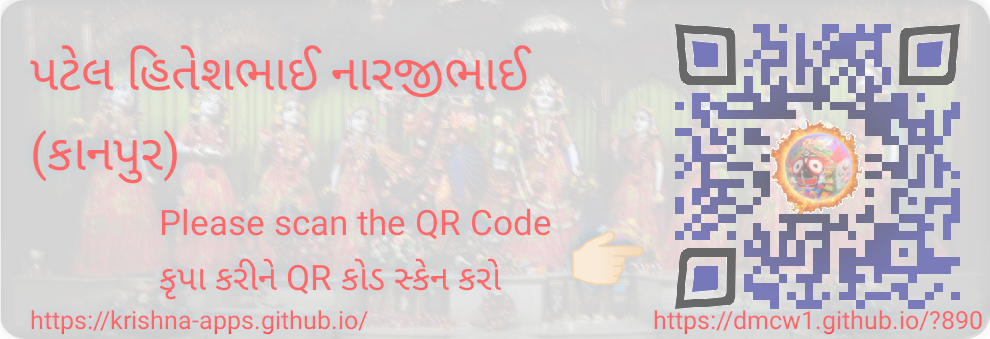 પટેલ હિતેશભાઈ નારજીભાઈ
(કાનપુર)
Please scan the QR Code
કૃપા કરીને QR કોડ સ્કેન કરો
https://krishna-apps.github.io/
https://dmcw1.github.io/?890